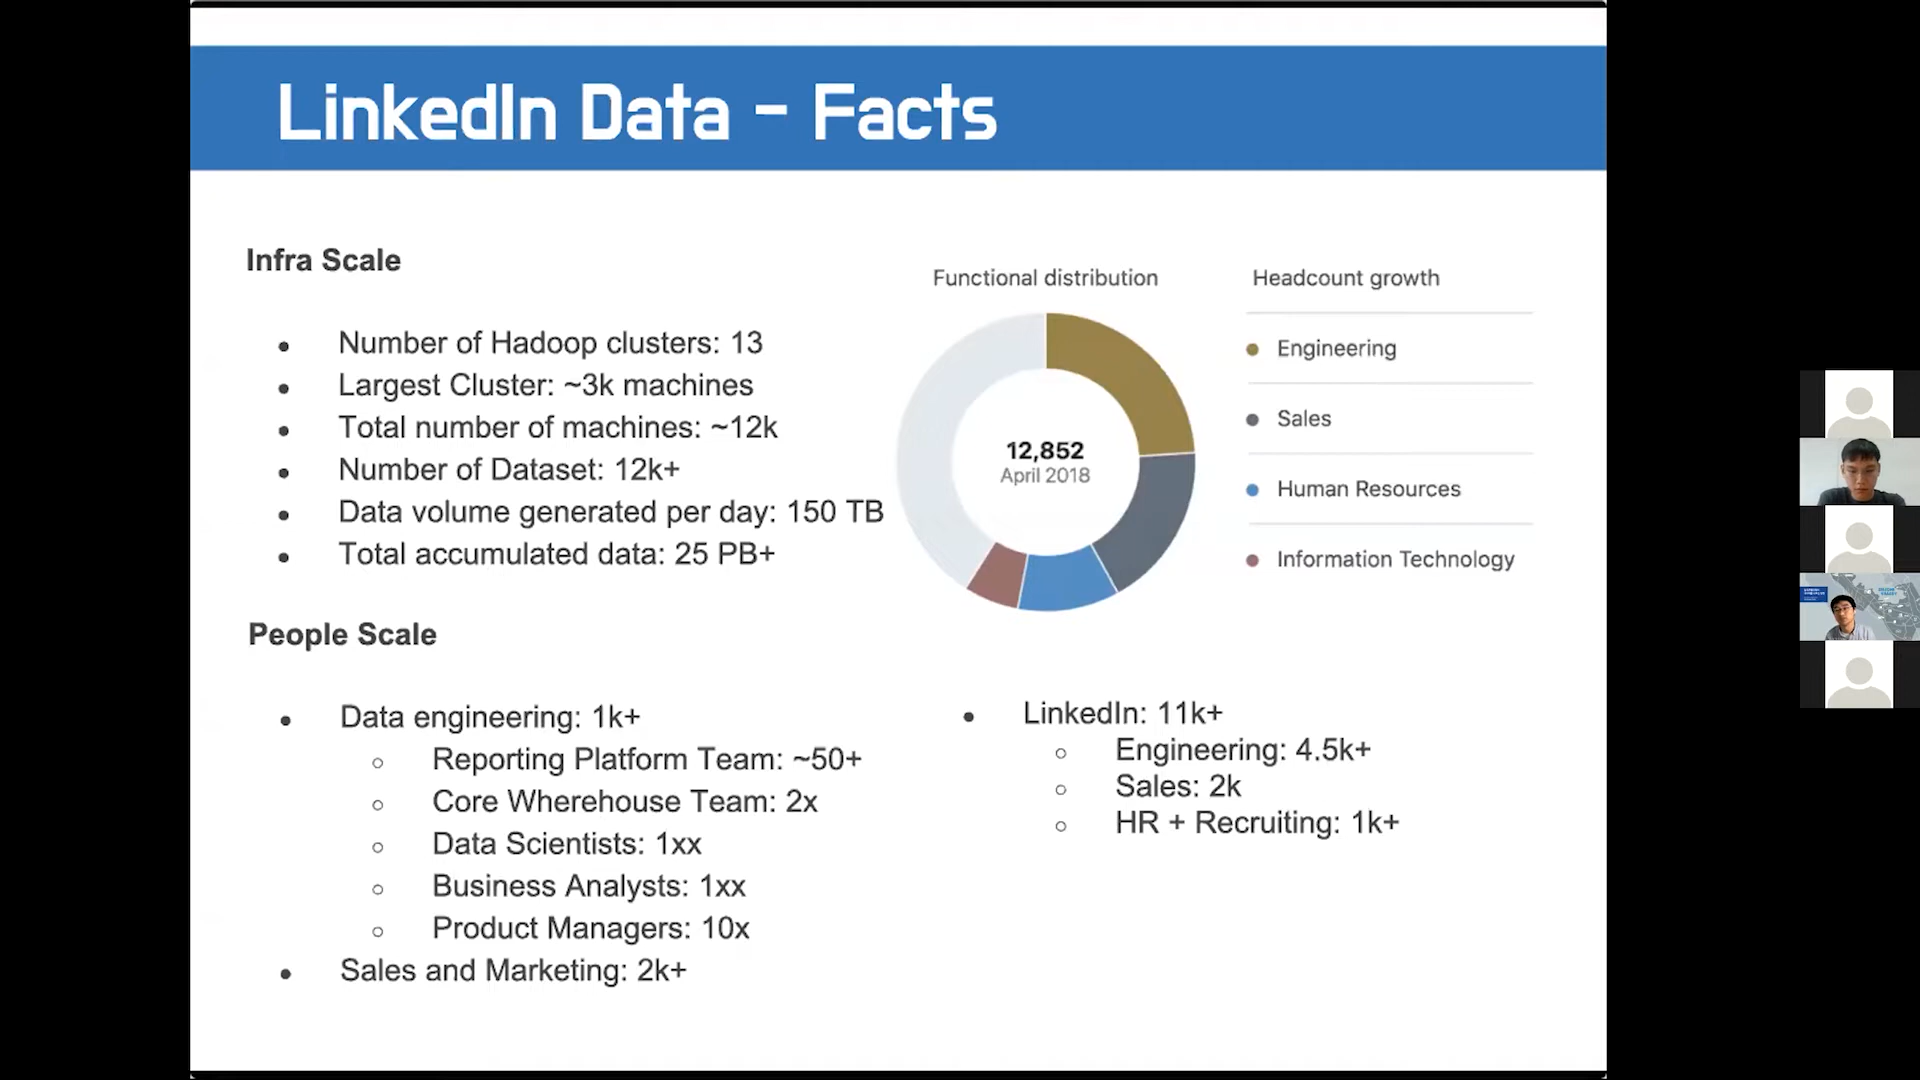 LinkedIn Data - Facts
Infra Scale
Number of Hadoop clusters: 13
Largest Cluster: ~3k machines
Total number of machines: ~12k
Number of Dataset: 12k+
Data volume generated per day: 150 TB
Total accumulated data: 25 PB+
Functional distribution
12,852
April 2018
Headcount growth
Engineering
Sales
Human Resources
Information Technology
People Scale
Data engineering: 1k+
Reporting Platform Team: ~50+
Core Wherehouse Team: 2x
Data Scientists: 1xx
Business Analysts: 1xx
Product Managers: 10x
Sales and Marketing: 2k+
LinkedIn: 11k+
Engineering: 4.5k+
Sales: 2k
HR + Recruiting: 1k+